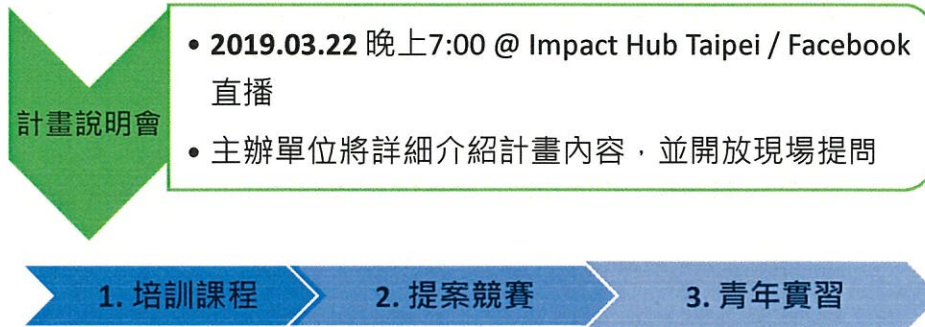 計畫說明會
• 2019.03.22 晚上7:00 @ Impact Hub Taipei / Facebook
直播
• 主辦單位將詳細介紹計畫內容，並開放現場提問
1. 培訓課程
2. 提案競賽
3. 青年實習